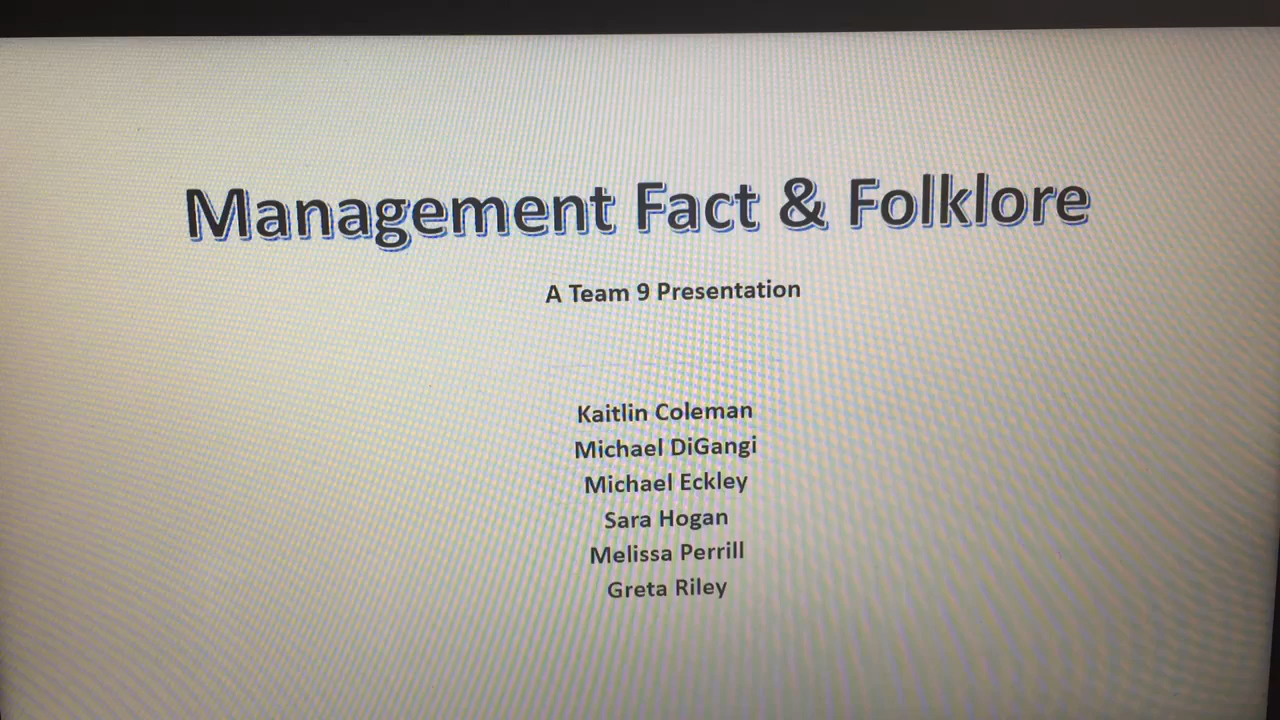 Management Fact & Folklore
A Team 9 Presentation
Kaitlin Coleman
Michael DiGangi
Michael Eckley
Sara Hogan
Melissa Perrill
Greta Riley